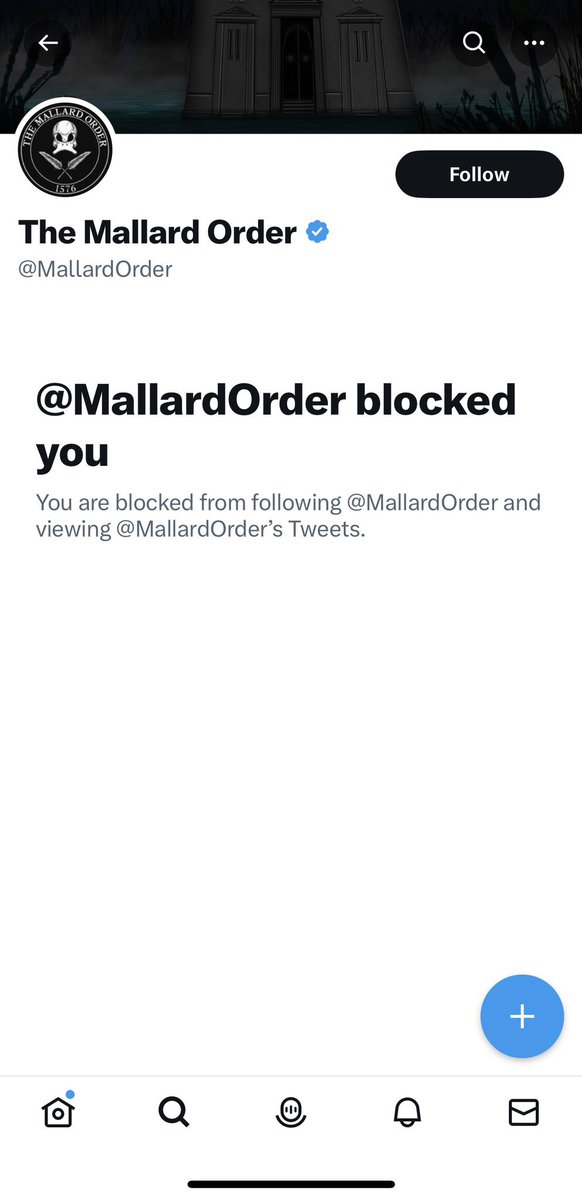 THE MALLARD ORDER
1576
Follow
The Mallard Order
@MallardOrder
@MallardOrder blocked
you
You are blocked from following @MallardOrder and
viewing @MallardOrder’s Tweets.